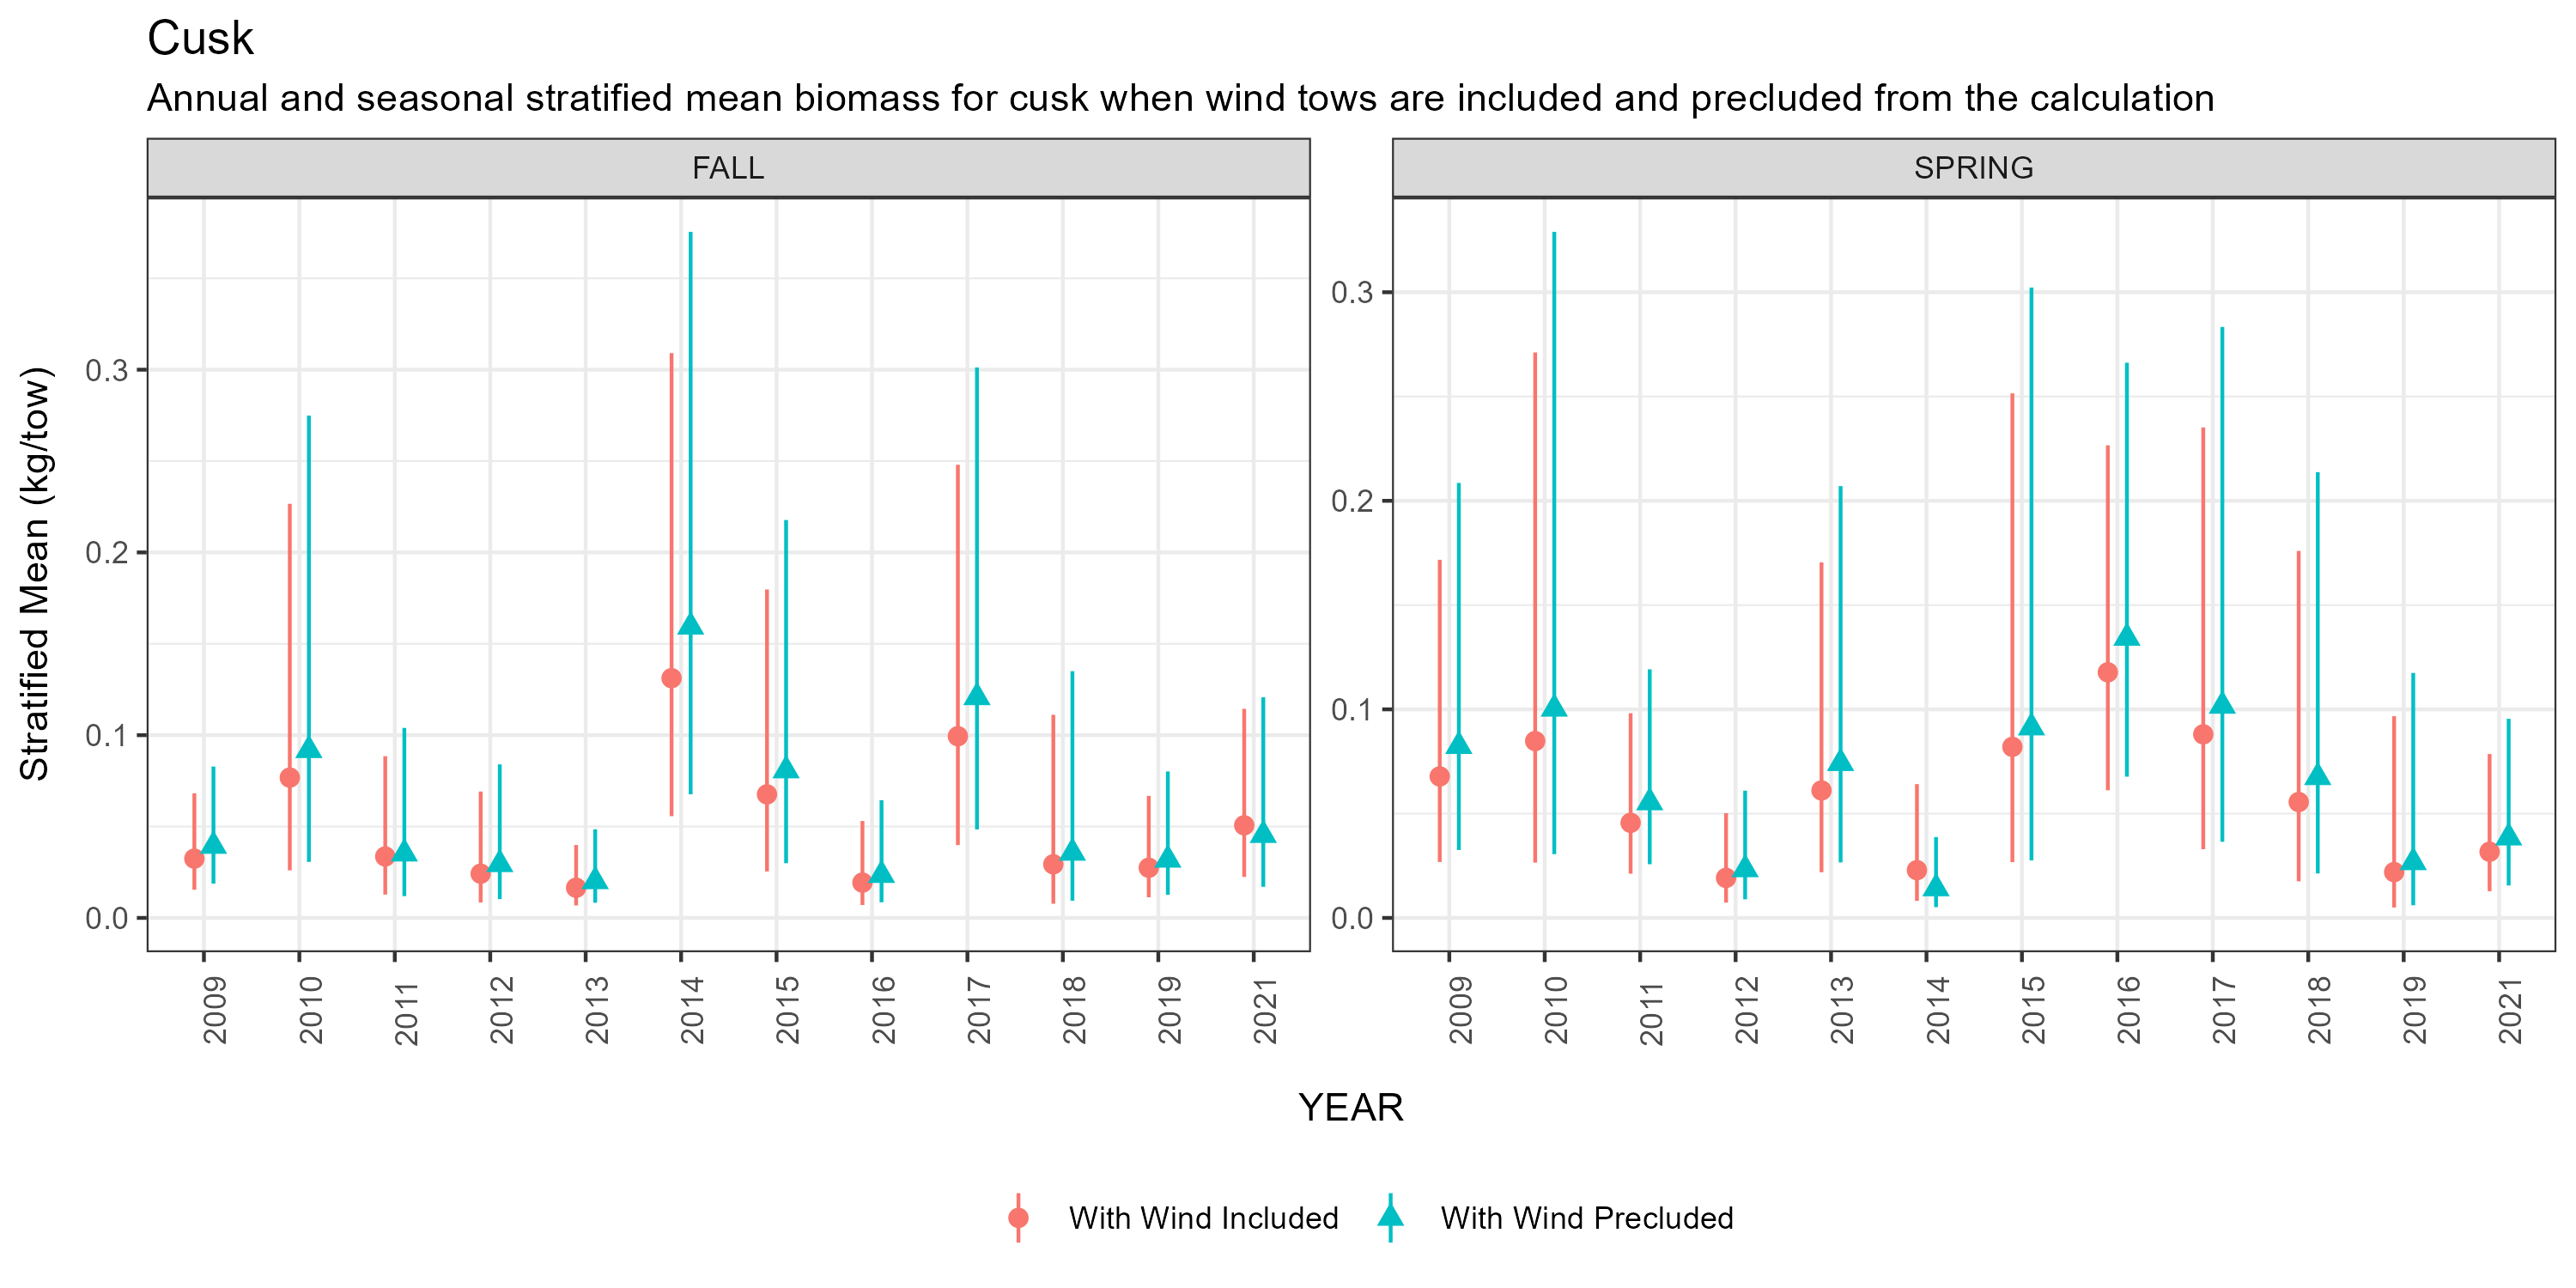 Cusk
Annual and seasonal stratified mean biomass for cusk when wind tows are included and precluded from the calculation
FALL
SPRING
Stratified Mean (kg/tow)
0.3
0.2
0.1
0.0
0.3
0.2
0.1
0.0
2009 2010 2011 2012 2013 2014 2015 2016 2017 2018 2019 2021
2009 2010 2011 2012 2013 2014 2015 2016 2017 2018 2019 2021
YEAR
With Wind Included
With Wind Precluded